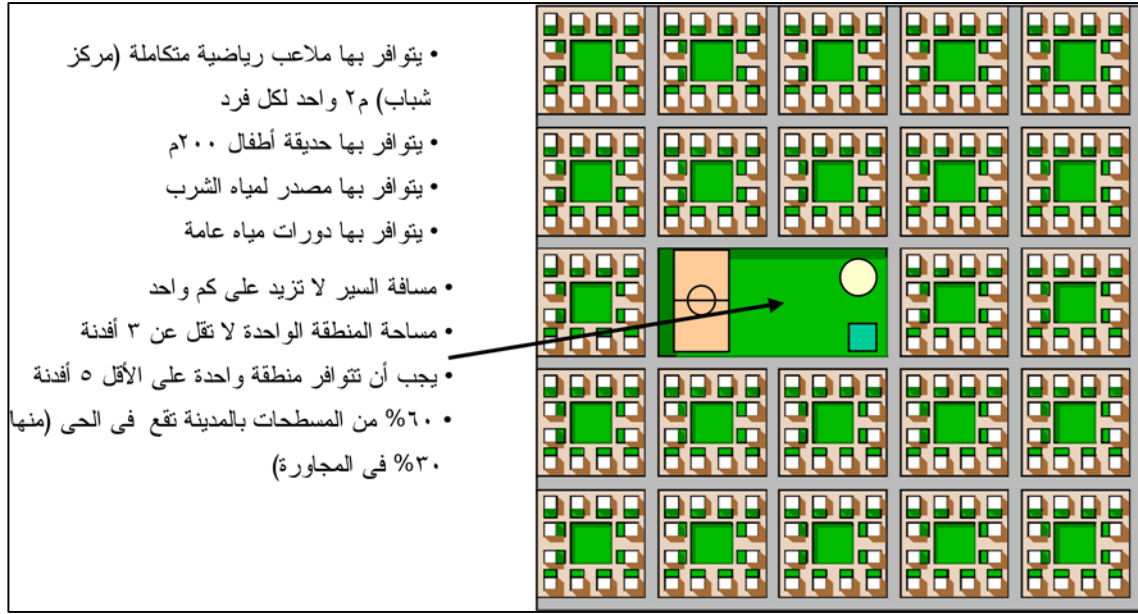 • يتوافر بها ملاعب رياضية متكاملة (مركز
شباب) م٢ واحد لكل فرد
• يتوافر بها حديقة أطفال ٢٠٠م
• يتوافر بها مصدر لمياه الشرب
• يتوافر بها دورات مياه عامة
• مسافة السير لا تزيد على كم واحد
• مساحة المنطقة الواحدة لا تقل عن ٣ أفدنة
• يجب أن تتوافر منطقة واحدة على الأقل ٥ أفدنة
• ٦٠% من المسطحات بالمدينة تقع فى الحى (منها
٣٠% فى المجاورة)